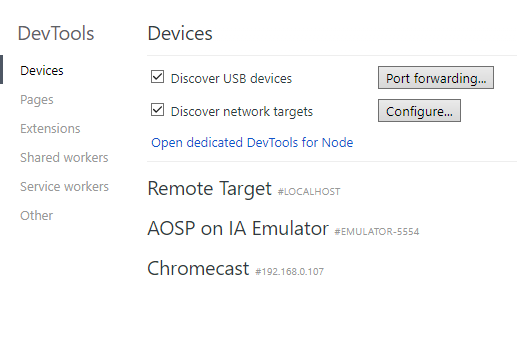 DevTools
Devices
Pages
Extensions
Shared workers
Service workers
Other
Devices
Discover USB devices
Port forwarding...
Discover network targets
Configure...
Open dedicated DevTools for Node
Remote Target #LOCALHOST
AOSP on IA Emulator #EMULATOR-5554
Chromecast #192.168.0.107